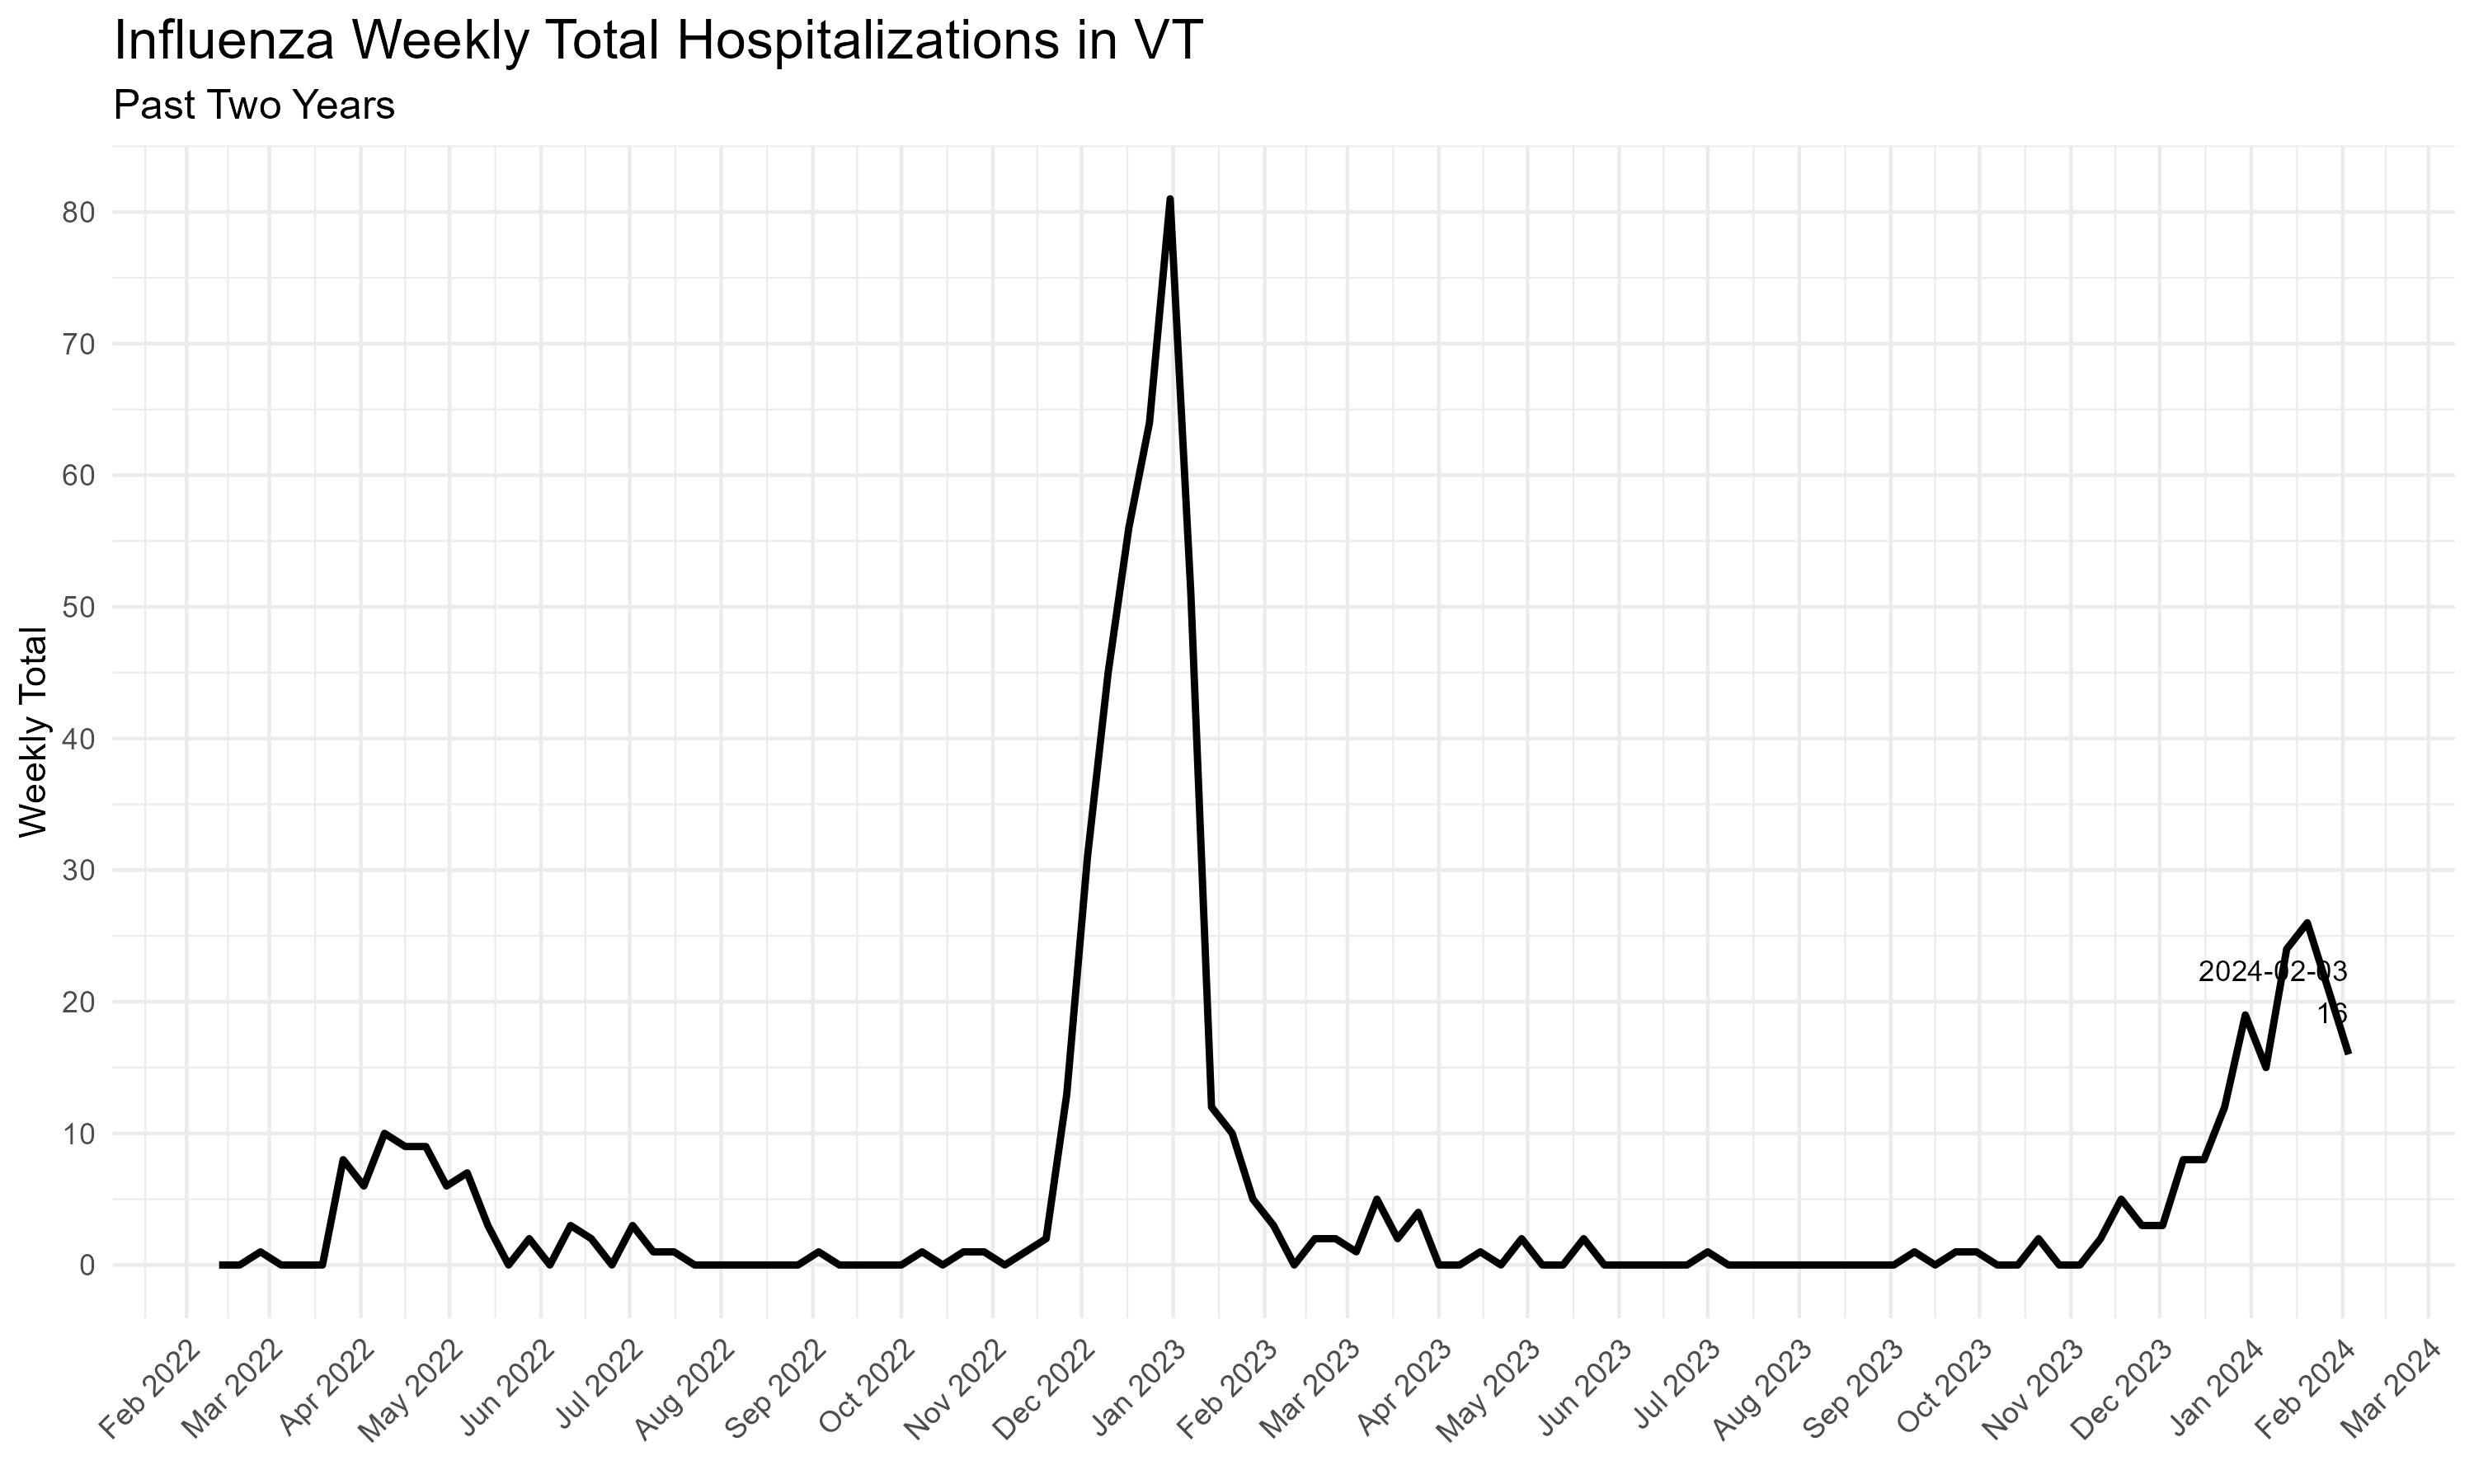 Influenza Weekly Total Hospitalizations in VT
Past Two Years
Weekly Total
80
70
60
50
40
30
20
10
0
2024-02-03
16
Feb 2022
Mar 2022
Apr 2022
May 2022
Jun 2022
Jul 2022
Aug 2022
Sep 2022
Oct 2022
Nov 2022
Dec 2022
Jan 2023
Feb 2023
Mar 2023
Apr 2023
May 2023
Jun 2023
Jul 2023
Aug 2023
Sep 2023
Oct 2023
Nov 2023
Dec 2023
Jan 2024
Feb 2024
Mar 2024